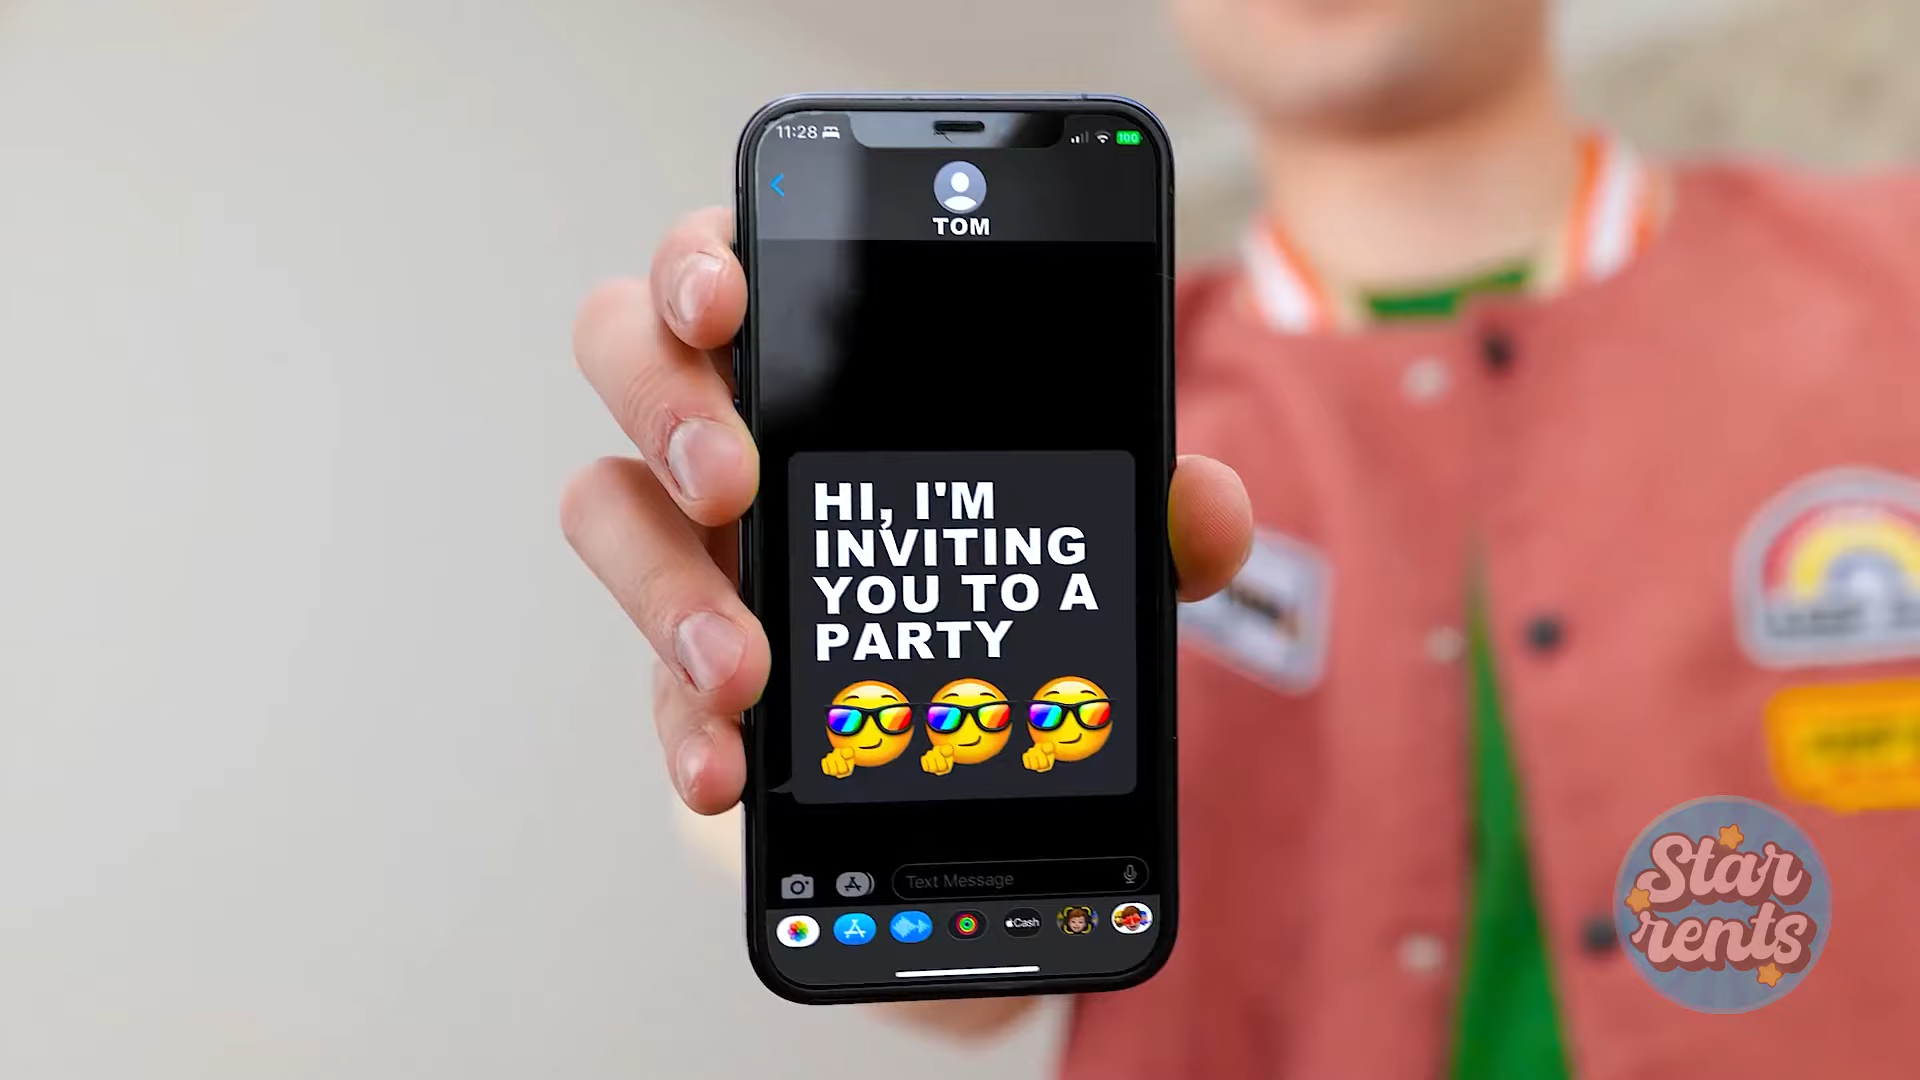 11:28
100
TOM
HI, I'M
INVITING
YOU TO A
PARTY
Text Message
Cash
Star
rents